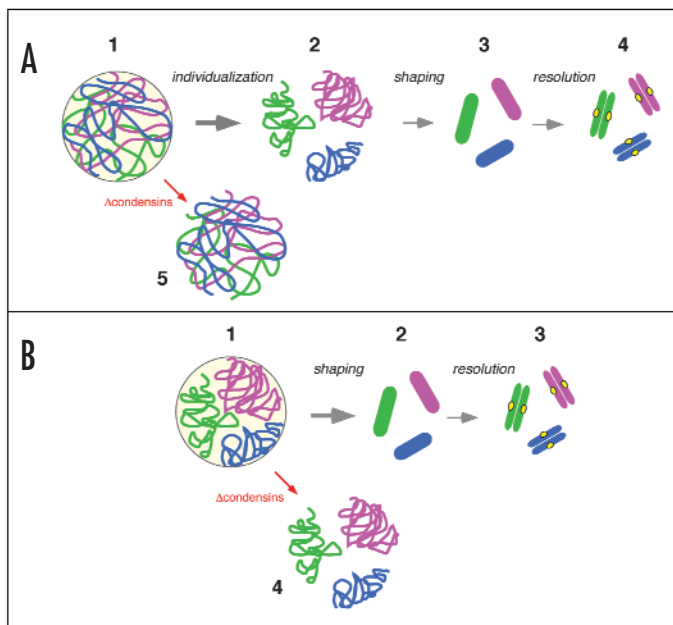 A
1 2 3 4
individualization shaping resolution
Δcondensins
5
B
1 2 3
shaping resolution
Δcondensins
4